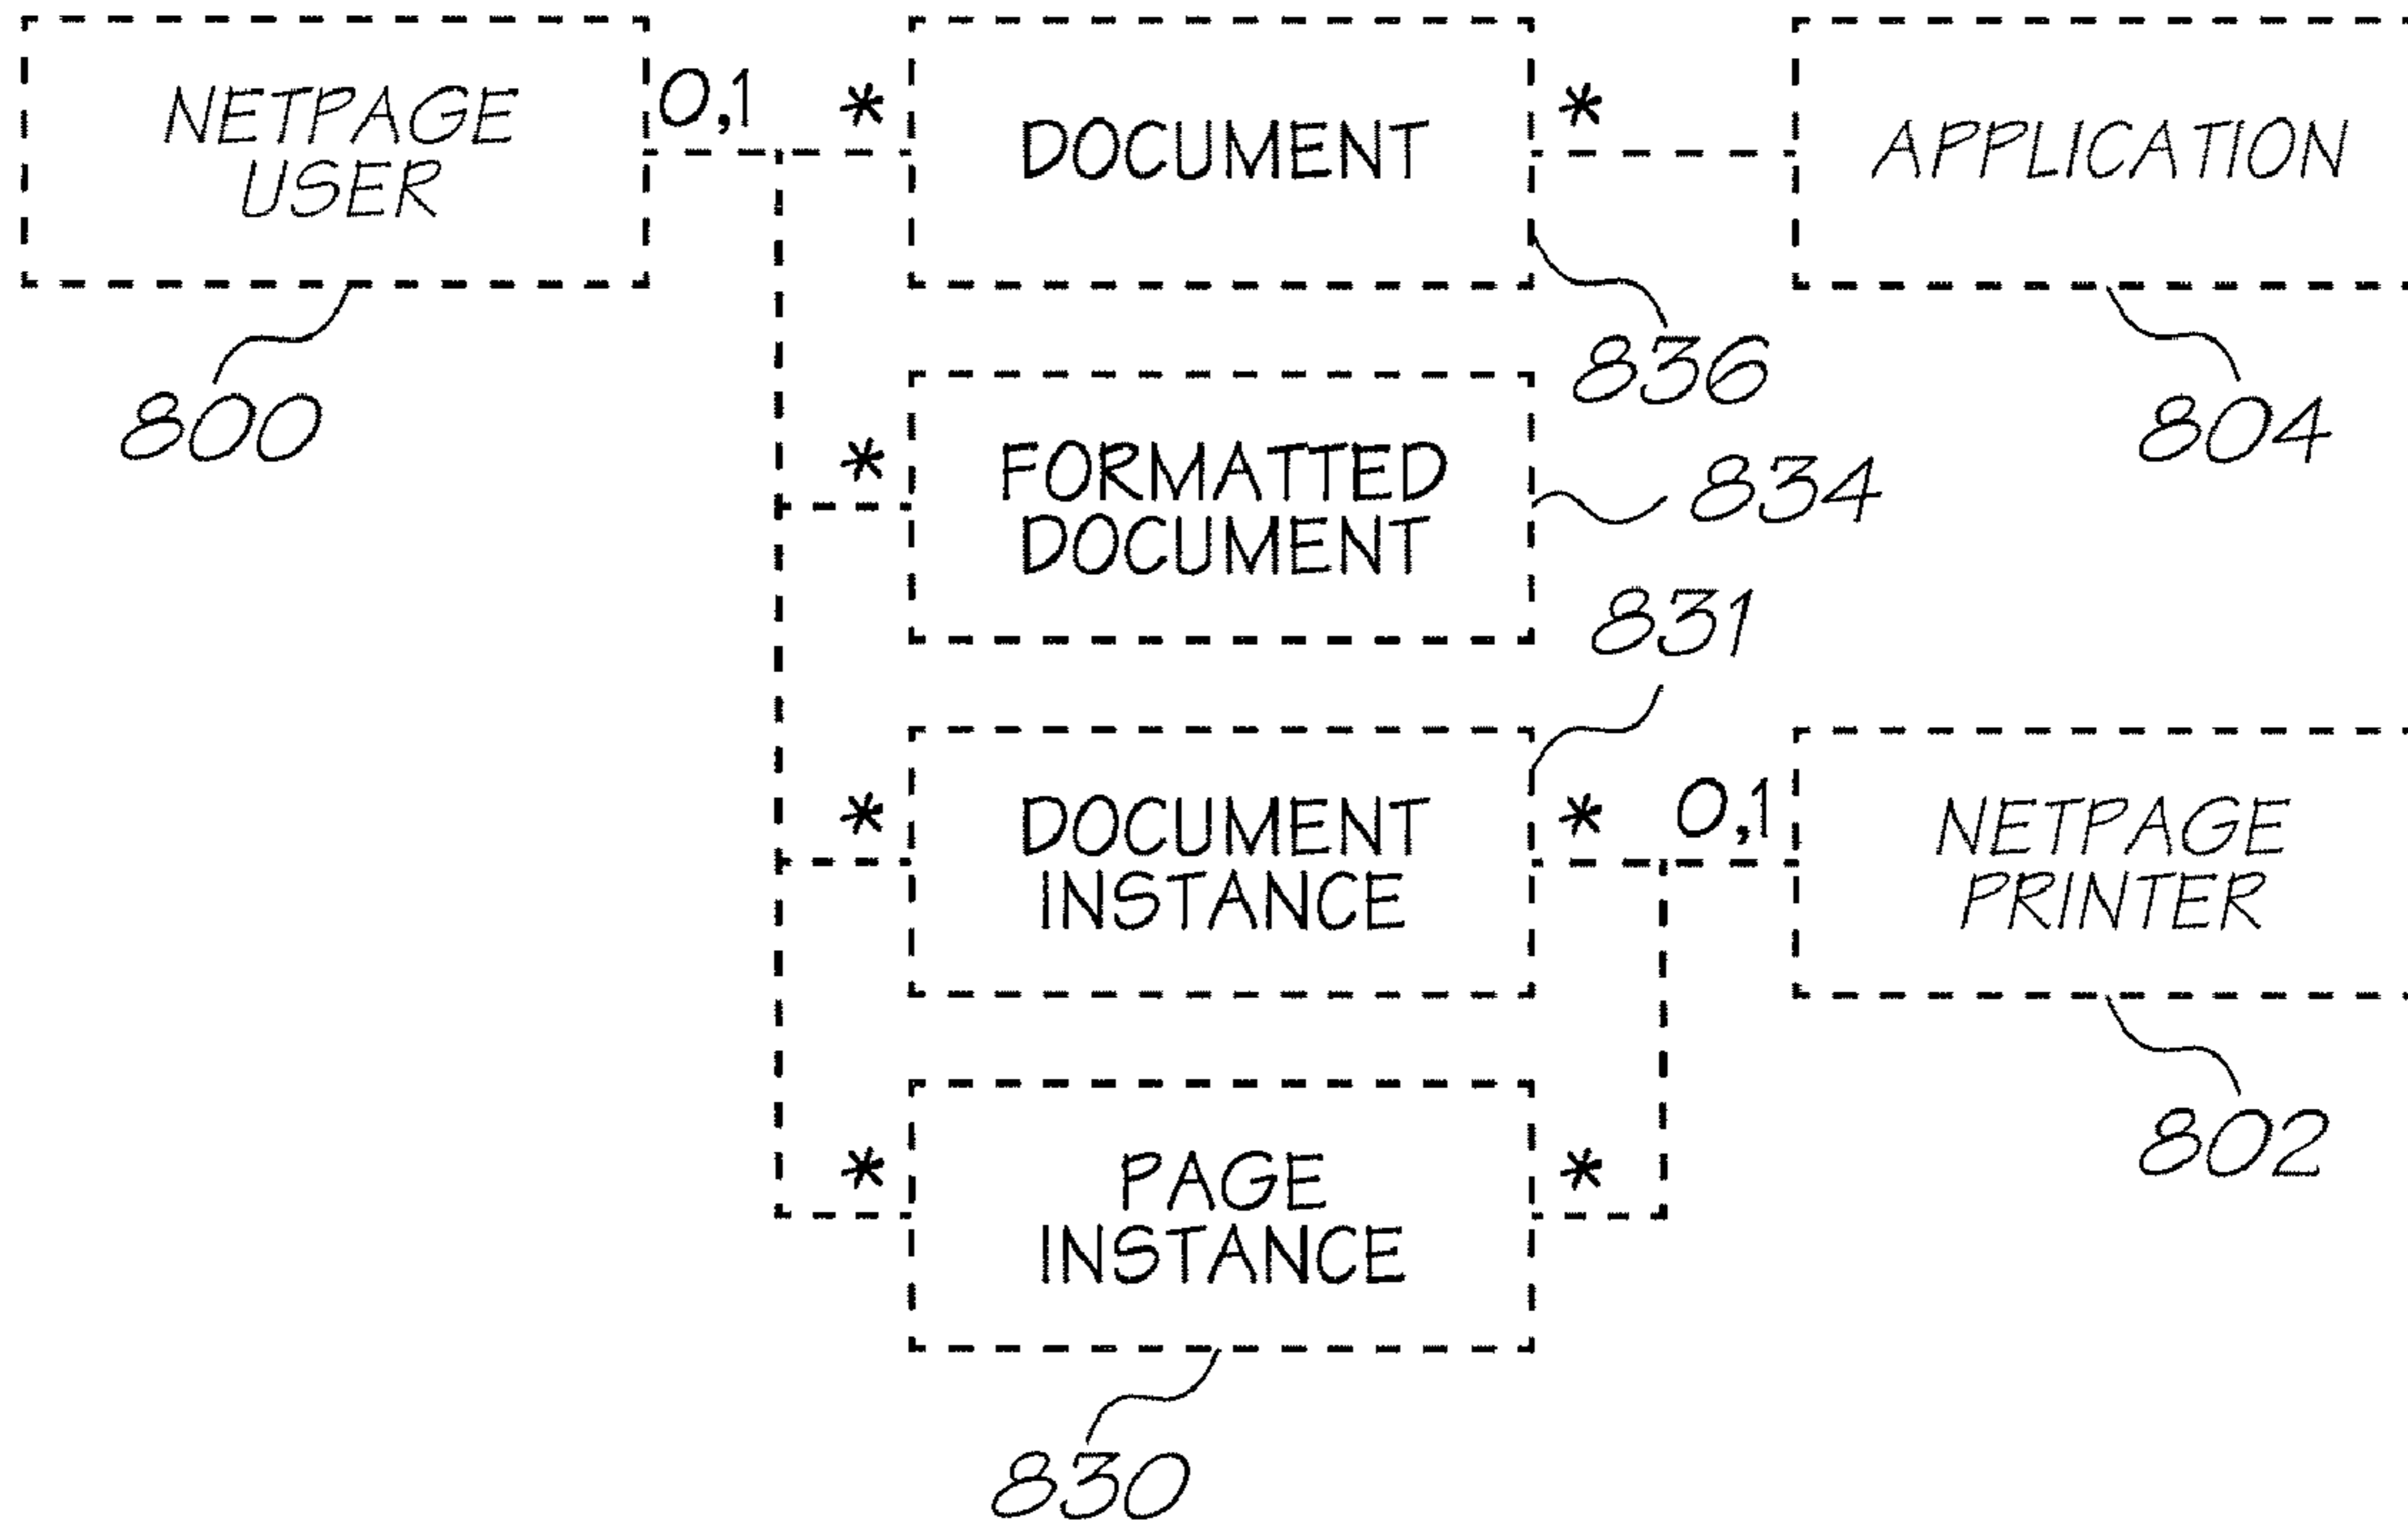 NETPAGE
USER
0,1
*
DOCUMENT
*
APPLICATION
800
836
804
*
FORMATTED
DOCUMENT
834
831
*
DOCUMENT
INSTANCE
*
0,1
NETPAGE
PRINTER
802
*
PAGE
INSTANCE
*
830